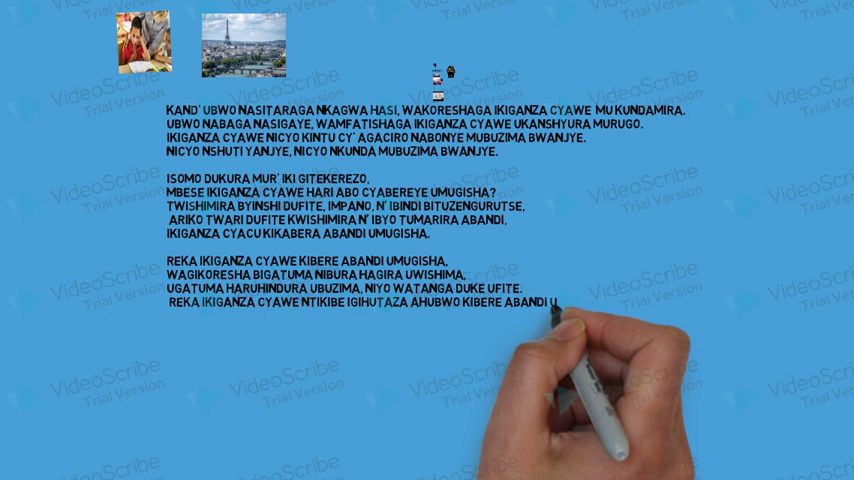 KAND' UBWO NASITARAGA NKAGWA HASI, WAKORESHAGA IKIGANZA CYAWE MU KUNDAMIRA.
UBWO NABAGA NASIGAYE, WAMFATISHAGA IKIGANZA CYAWE UKANSHYURA MURUGO.
IKIGANZA CYAWE NICYO KINTU CY' AGACIRO NABONYE MUBUZIMA BWANJYE.
NICYO NSHUTI YANJYE, NICYO NKUNDA MUBUZIMA BWANJYE.
ISOMO DUKURA MUR' IKI GITEKEREZO,
MBESE IKIGANZA CYAWE HARI ABO CYABEREYE UMUGISHA?
TWISHIMIRA BYINSHI DUFITE, IMPANO, N' IBINDI BITUZENGURUTSE,
ARIKO TWARI DUFITE KWISHIMIRA N' IBYO TUMARIRA ABANDI,
IKIGANZA CYACU KIKABERA ABANDI UMUGISHA.
REKA IKIGANZA CYAWE KIBERE ABANDI UMUGISHA,
WAGIKORESHA BIGATUMA NIBURA HAGIRA UWISHIMA,
UGATUMA HARUHINDURA UBUZIMA, NIYO WATANGA DUKE UFITE.
REKA IKIGANZA CYAWE NTIKIBE IGIHUTAZA AHUBWO KIBERE ABANDI U
VideoScribe
Trial Version